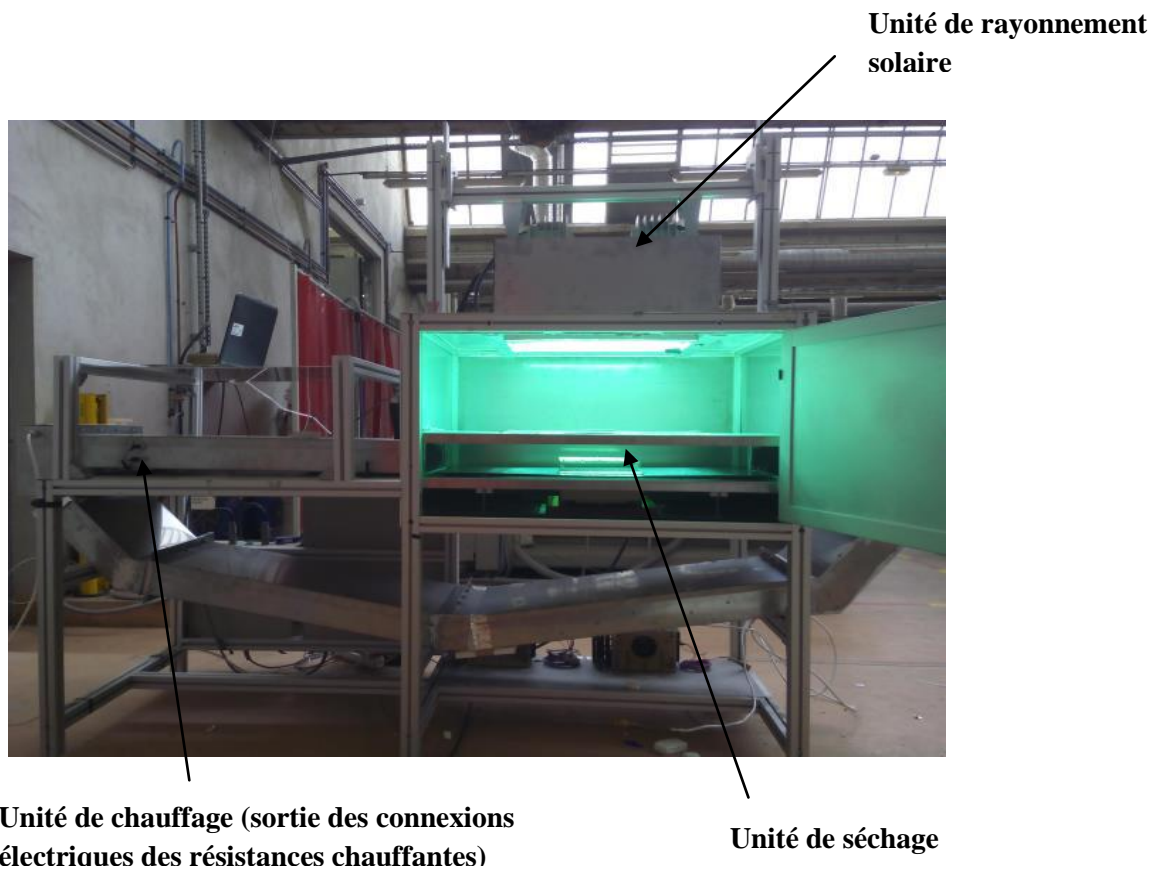 Unité de rayonnement
solaire
Unité de chauffage (sortie des connexions
électriques des résistances chauffantes)
Unité de séchage